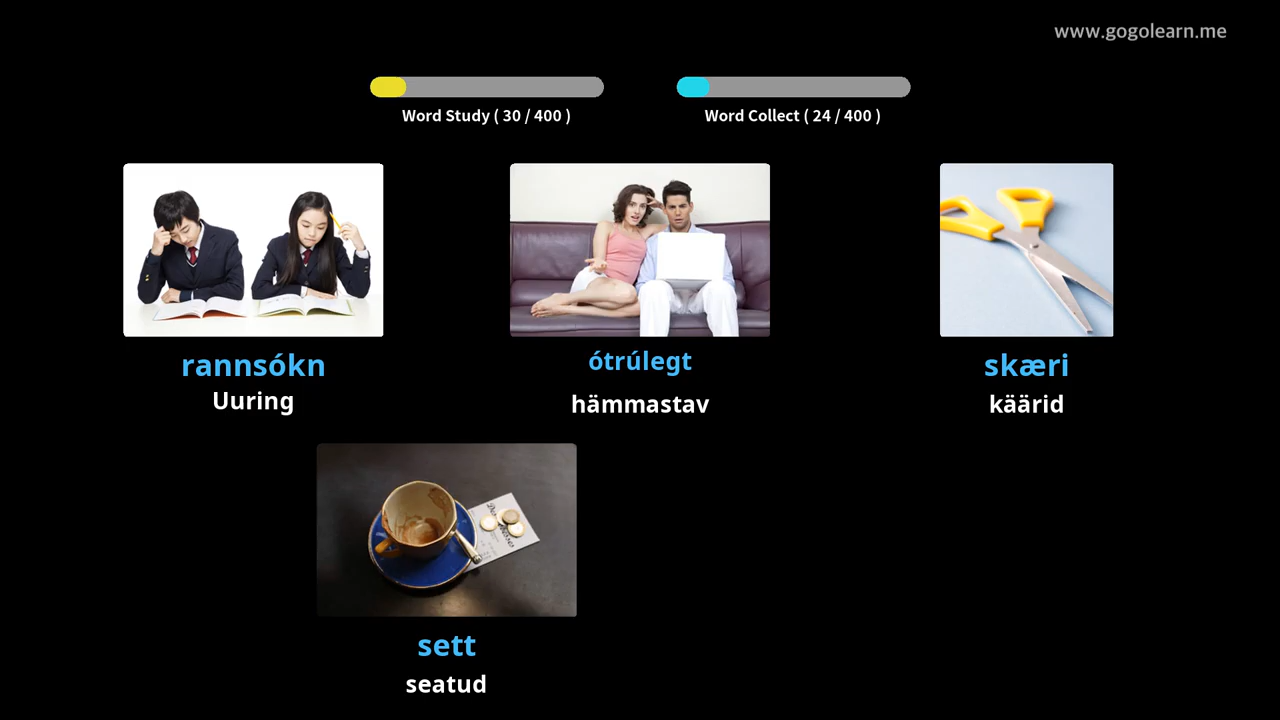 www.gogolearn.me
Word Study ( 30 / 400 )
Word Collect ( 24 / 400 )
rannsókn
Uuring
ótrúlegt
hämmastav
skæri
käärid
sett
seatud